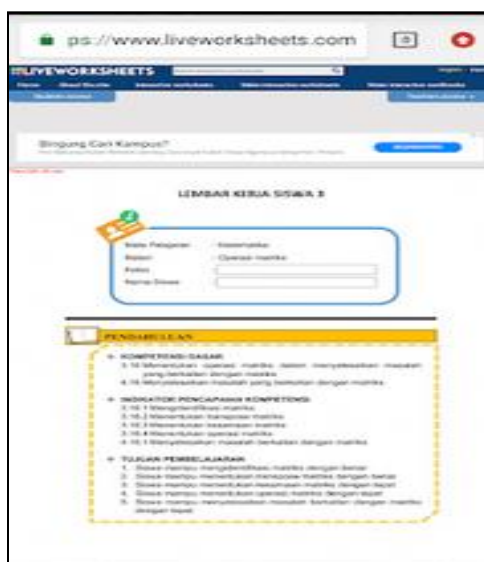 ps://www.liveworksheets.com
LIVEWORKSHEETS
Bingung Cari Kampus?
LEMBAR KERJA SISWA 3
Mata Pelajaran : Matematika
Materi : Operasi matriks
Kelas :
Nama Siswa :
PENDAHULUAN
KOMPETENSI DASAR
3.16 Menentukan operasi matriks dalam menyelesaikan masalah
yang berkaitan dengan matriks
4.16 Menyelesaikan masalah yang berkaitan dengan matriks
INDIKATOR PENCAPAIAN KOMPETENSI
3.16.1 Mengidentifikasi matriks
3.16.2 Menentukan transpose matriks
3.16.3 Menentukan kesamaan matriks
3.16.4 Menentukan operasi matriks
4.16.1 Menyelesaikan masalah berkaitan dengan matriks
TUJUAN PEMBELAJARAN
1. Siswa mampu mengidentifikasi matriks dengan benar
2. Siswa mampu menentukan transpose matriks dengan benar
3. Siswa mampu menentukan kesamaan matriks dengan tepat
4. Siswa mampu menentukan operasi matriks dengan tepat
5. Siswa mampu menyelesaikan masalah berkaitan dengan matriks
dengan tepat